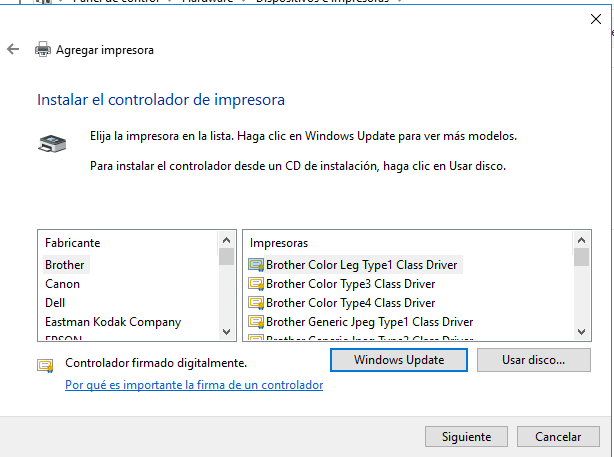 Panel de control
Hardware
Dispositivos e impresoras
Agregar impresora
Instalar el controlador de impresora
Elija la impresora en la lista. Haga clic en Windows Update para ver más modelos.
Para instalar el controlador desde un CD de instalación, haga clic en Usar disco.
Fabricante
Brother
Canon
Dell
Eastman Kodak Company
EPSON
Impresoras
Brother Color Leg Type1 Class Driver
Brother Color Type3 Class Driver
Brother Color Type4 Class Driver
Brother Generic Jpeg Type1 Class Driver
Brother Generic Jpeg Type2 Class Driver
Controlador firmado digitalmente.
Windows Update
Usar disco...
Por qué es importante la firma de un controlador
Siguiente
Cancelar